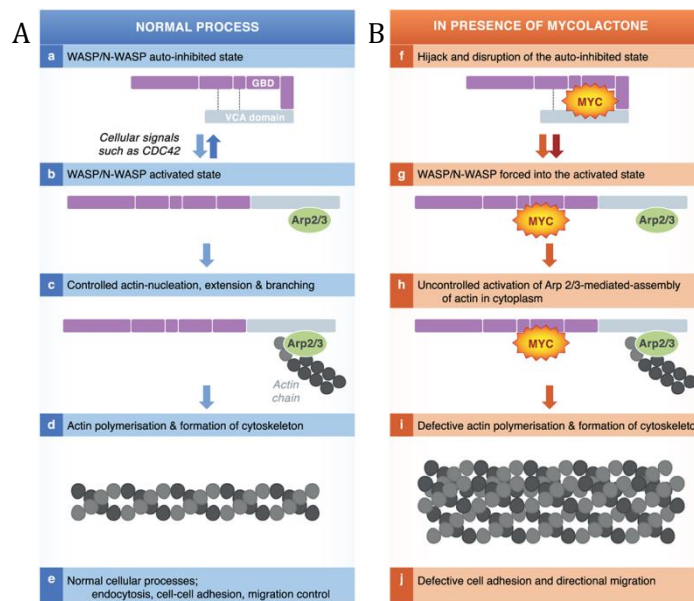 A
NORMAL PROCESS
a WASP/N-WASP auto-inhibited state
GBD
VCA domain
Cellular signals
such as CDC42
b WASP/N-WASP activated state
Arp2/3
c Controlled actin-nucleation, extension & branching
Arp2/3
Actin
chain
d Actin polymerisation & formation of cytoskeleton
e Normal cellular processes;
endocytosis, cell-cell adhesion, migration control
B
IN PRESENCE OF MYCOLACTONE
f Hijack and disruption of the auto-inhibited state
MYC
g WASP/N-WASP forced into the activated state
MYC
Arp2/3
h Uncontrolled activation of Arp 2/3-mediated-assembly
of actin in cytoplasm
MYC
Arp2/3
i Defective actin polymerisation & formation of cytoskeleto
j Defective cell adhesion and directional migration